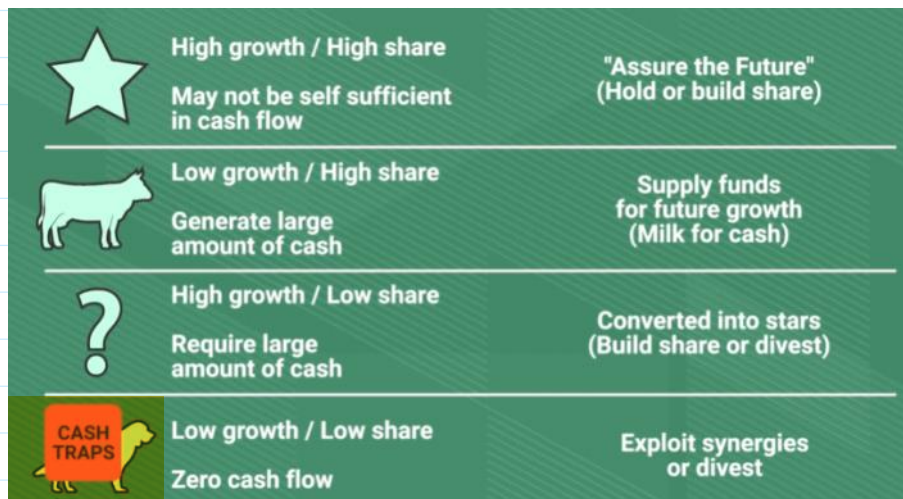 High growth / High share
May not be self sufficient
in cash flow
"Assure the Future"
(Hold or build share)
Low growth / High share
Generate large
amount of cash
Supply funds
for future growth
(Milk for cash)
?
High growth / Low share
Require large
amount of cash
Converted into stars
(Build share or divest)
CASH
TRAPS
Low growth / Low share
Zero cash flow
Exploit synergies
or divest